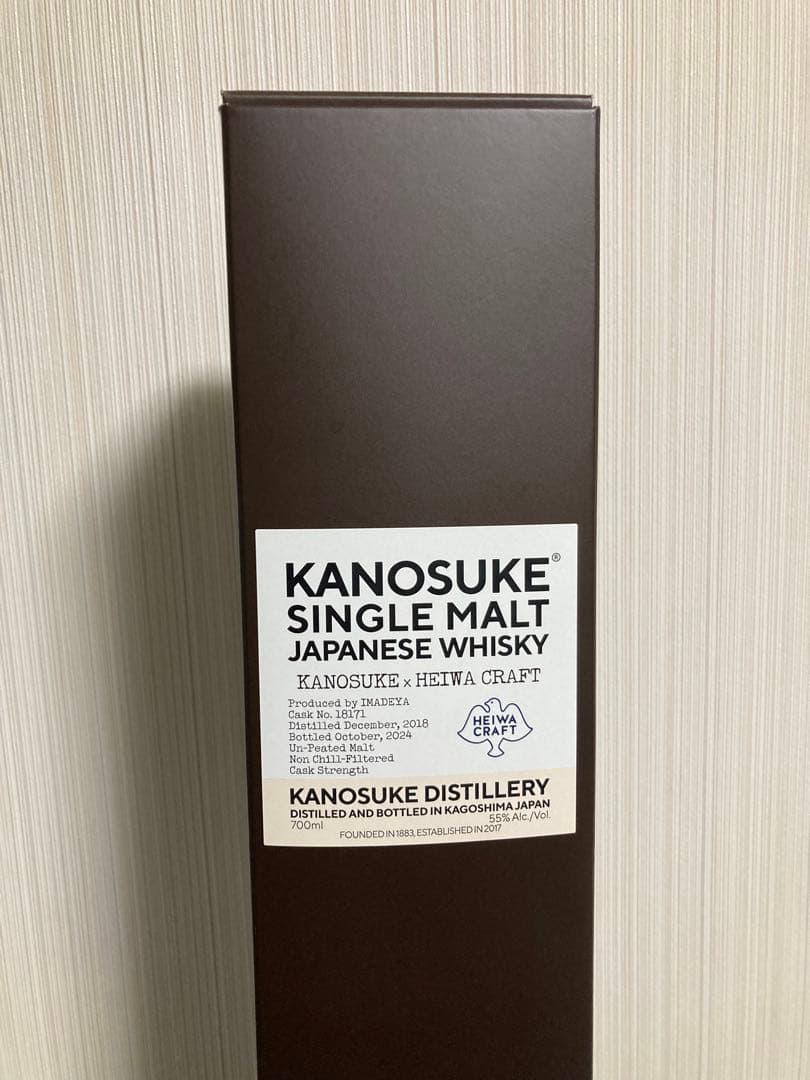 KANOSUKE®
SINGLE MALT
JAPANESE WHISKY
KANOSUKE x HEIWA CRAFT
Produced by IMADEYA
Cask No. 18171
Distilled December, 2018
Bottled October, 2024
Un-Peated Malt
Non Chill-Filtered
Cask Strength
HEIWA
CRAFT
KANOSUKE DISTILLERY
DISTILLED AND BOTTLED IN KAGOSHIMA JAPAN
700ml 55% Alc./Vol.
FOUNDED IN 1883, ESTABLISHED IN 2017